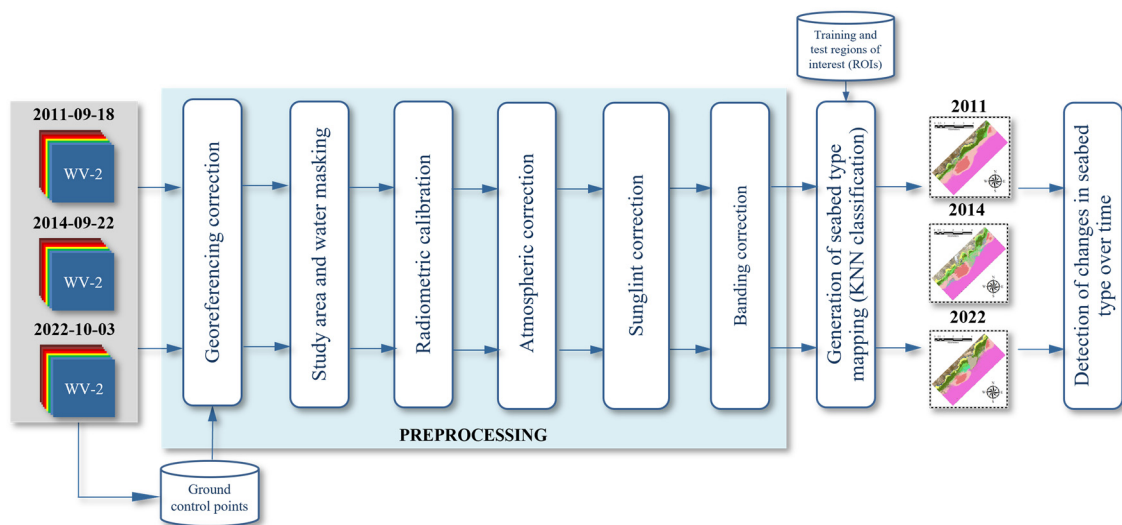 Training and
test regions of
interest (ROIs)
2011-09-18
WV-2
2014-09-22
WV-2
2022-10-03
WV-2
Georeferencing correction
Study area and water masking
Radiometric calibration
Atmospheric correction
Sunglint correction
Banding correction
PREPROCESSING
Ground
control points
Generation of seabed type
mapping (KNN classification)
2011
2014
2022
Detection of changes in seabed
type over time